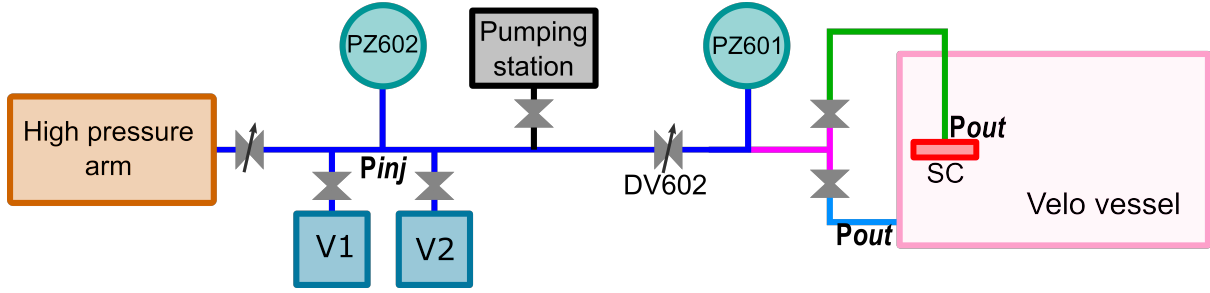 PZ602
Pumping
station
PZ601
High pressure
arm
Pinj
DV602
Pout
SC
V1
V2
Velo vessel
Pout